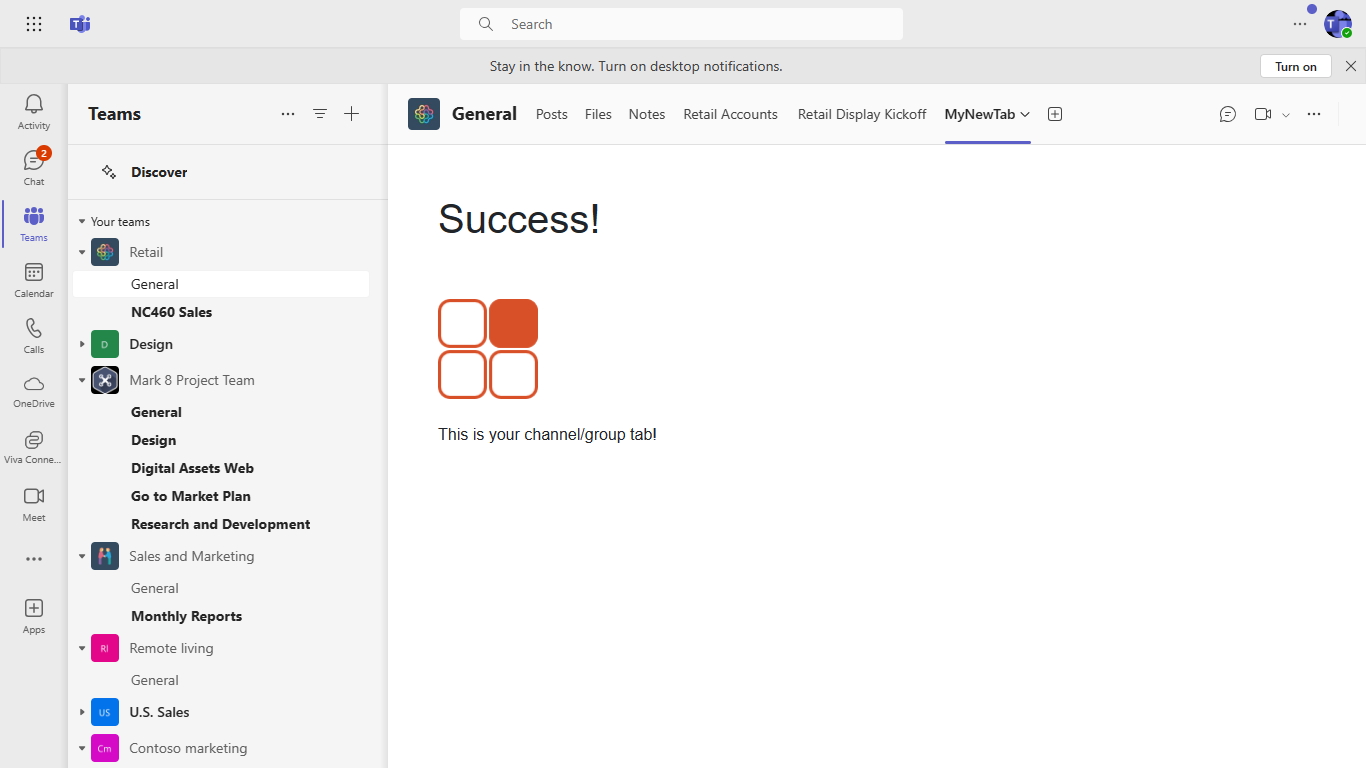 Search
Stay in the know. Turn on desktop notifications.
Turn on
Activity
2
Chat
Teams
Calendar
Calls
OneDrive
Viva Conne...
Meet
Apps
Teams
Discover
Your teams
Retail
General
NC460 Sales
D
Design
Mark 8 Project Team
General
Design
Digital Assets Web
Go to Market Plan
Research and Development
Sales and Marketing
General
Monthly Reports
Rl
Remote living
General
US
U.S. Sales
Cm
Contoso marketing
General
Posts
Files
Notes
Retail Accounts
Retail Display Kickoff
MyNewTab
Success!
This is your channel/group tab!